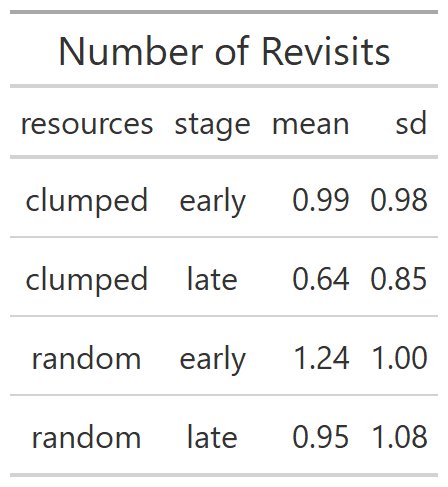 Number of Revisits
resources stage mean sd
clumped early 0.99 0.98
clumped late 0.64 0.85
random early 1.24 1.00
random late 0.95 1.08